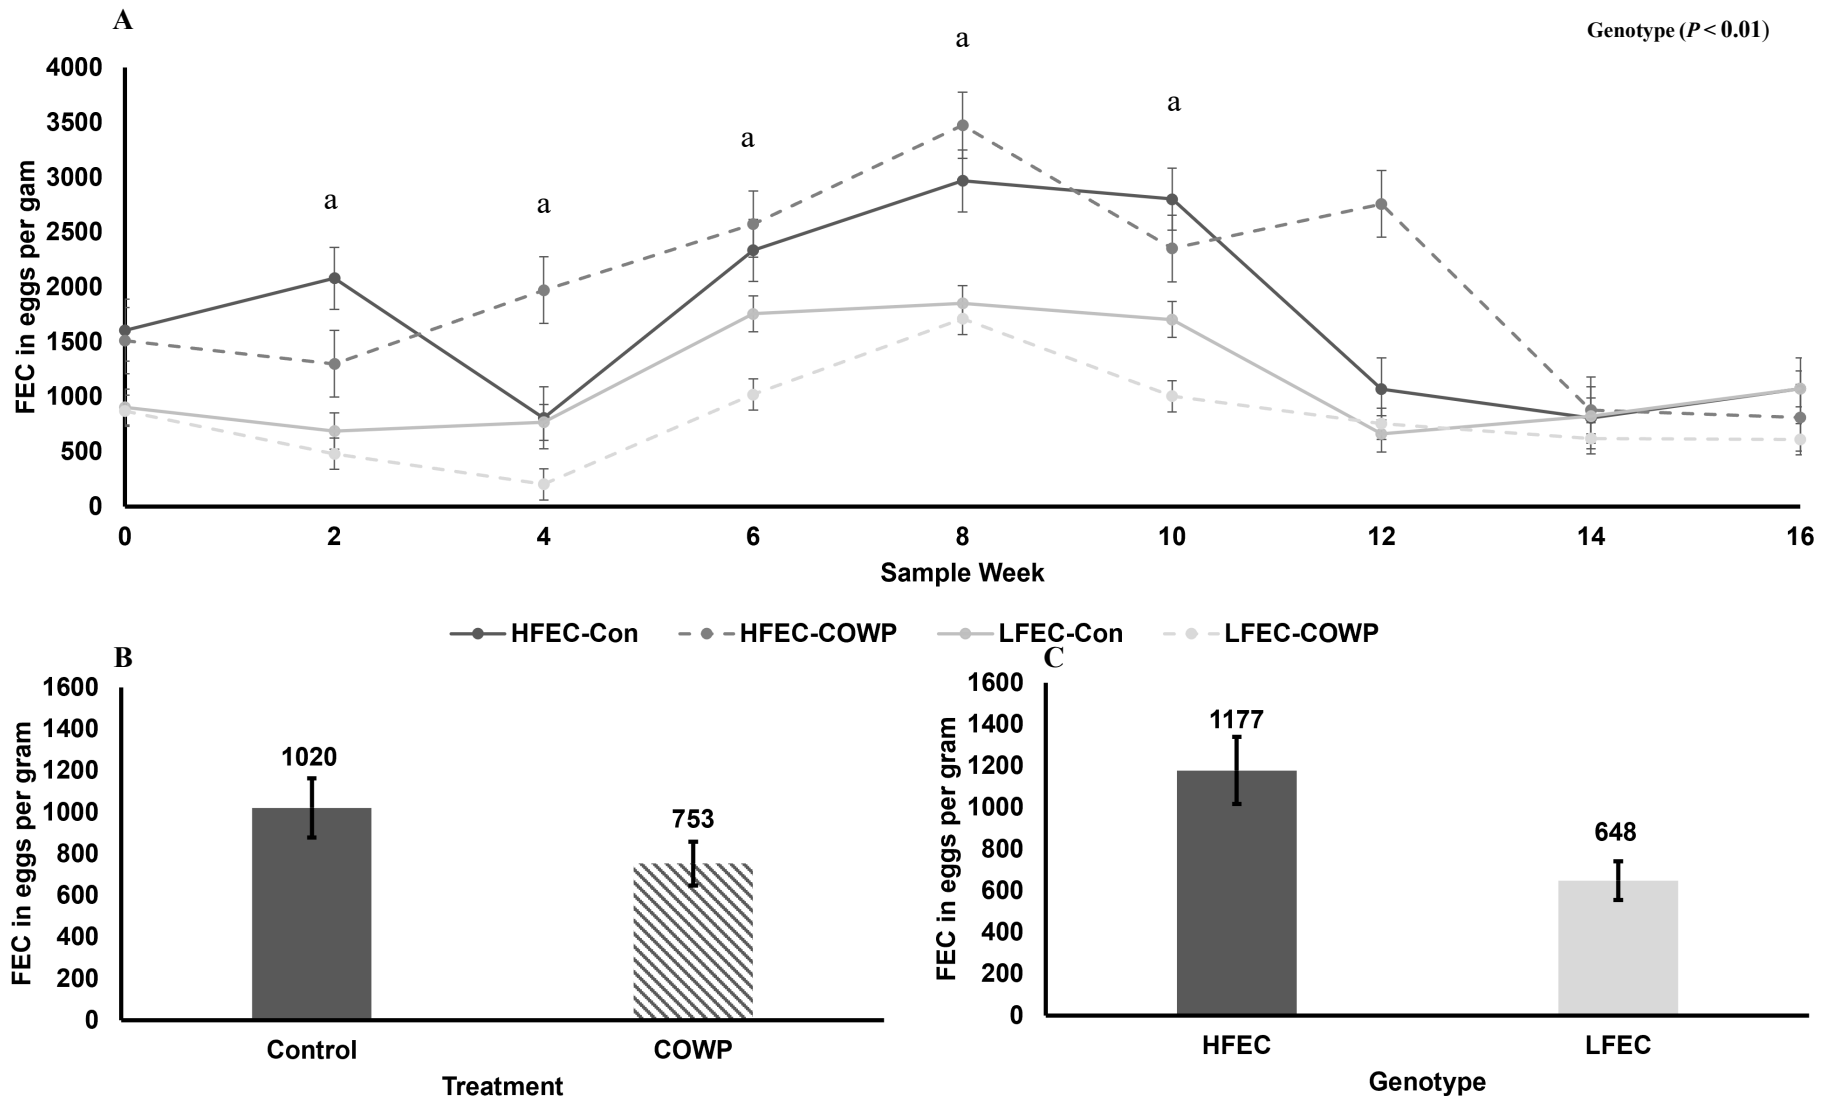 A
Genotype (P < 0.01)
a
a
a
a
a
4000
3500
3000
2500
2000
1500
1000
500
0
FEC in eggs per gam
0 2 4 6 8 10 12 14 16
Sample Week
HFEC-Con HFEC-COWP LFEC-Con LFEC-COWP
B
1600
1400
1200
1000
800
600
400
200
0
FEC in eggs per gram
1020
753
Control COWP
Treatment
C
1600
1400
1200
1000
800
600
400
200
0
FEC in eggs per gram
1177
648
HFEC LFEC
Genotype